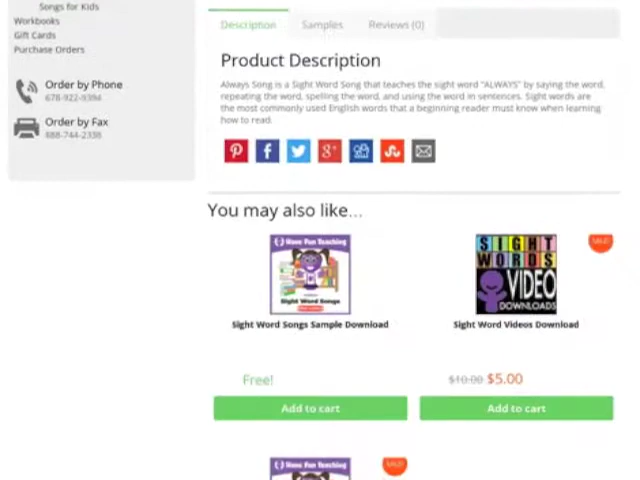 Songs for Kids
Workbooks
Gift Cards
Purchase Orders
Order by Phone
678-922-9394
Order by Fax
888-744-2338
Description
Samples
Reviews (0)
Product Description
Always Song is a Sight Word Song that teaches the sight word "ALWAYS" by saying the word,
repeating the word, spelling the word, and using the word in sentences. Sight words are
the most commonly used English words that a beginning reader must know when learning
how to read.
You may also like...
Have Fun Teaching
Sight Word Songs
SIGHT
WORDS
VIDEO
DOWNLOADS
SALE!
Sight Word Songs Sample Download
Sight Word Videos Download
Free!
$10.00 $5.00
Add to cart
Add to cart
Have Fun Teaching
SALE!